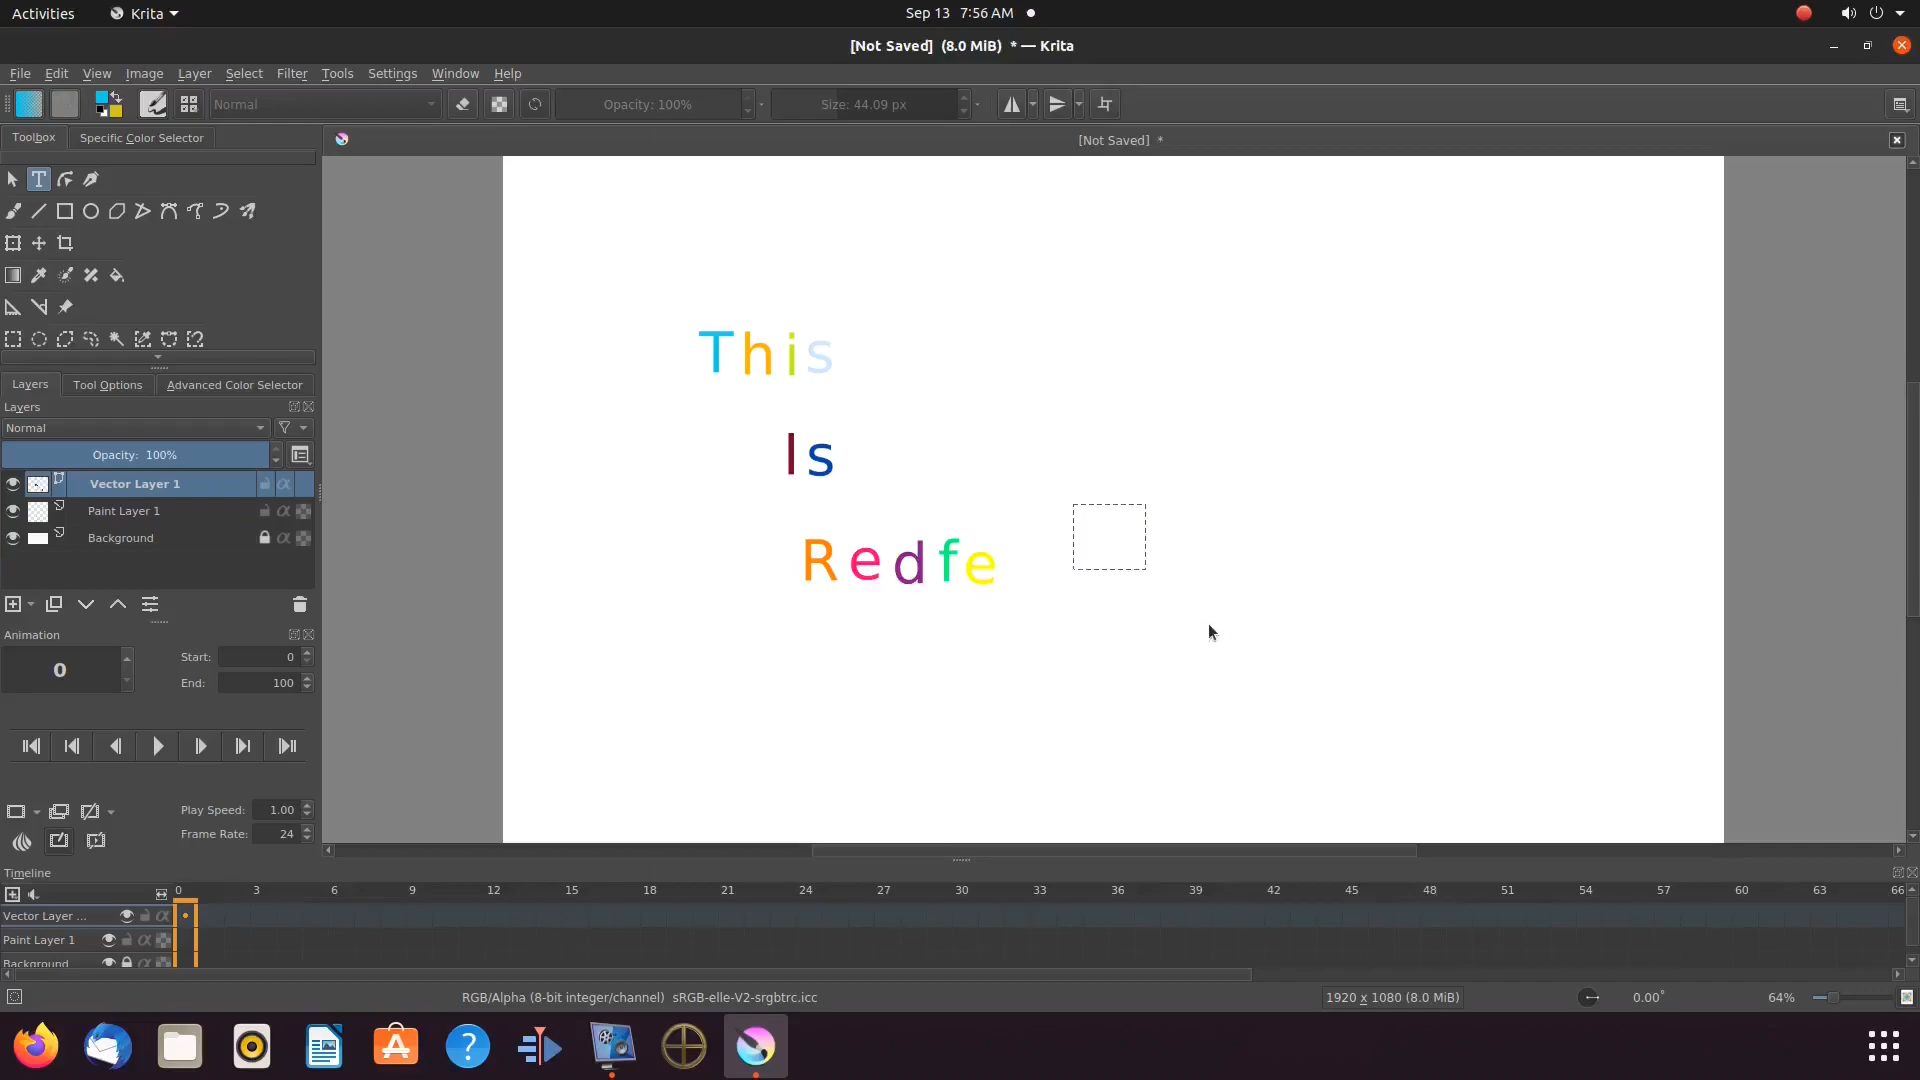 Activities Krita Sep 13 7:56 AM
[Not Saved] (8.0 MiB) * — Krita
File Edit View Image Layer Select Filter Tools Settings Window Help
Normal Opacity: 100% Size: 44.09 px
Toolbox Specific Color Selector
[Not Saved] *
This
Is
Redfe
Layers Tool Options Advanced Color Selector
Layers
Normal
Opacity: 100%
Vector Layer 1
Paint Layer 1
Background
Animation
0 Start: 0
End: 100
Play Speed: 1.00
Frame Rate: 24
Timeline
0 3 6 9 12 15 18 21 24 27 30 33 36 39 42 45 48 51 54 57 60 63 66
Vector Layer ...
Paint Layer 1
Background
RGB/Alpha (8-bit integer/channel) sRGB-elle-V2-srgbtrc.icc 1920 x 1080 (8.0 MiB) 0.00° 64%